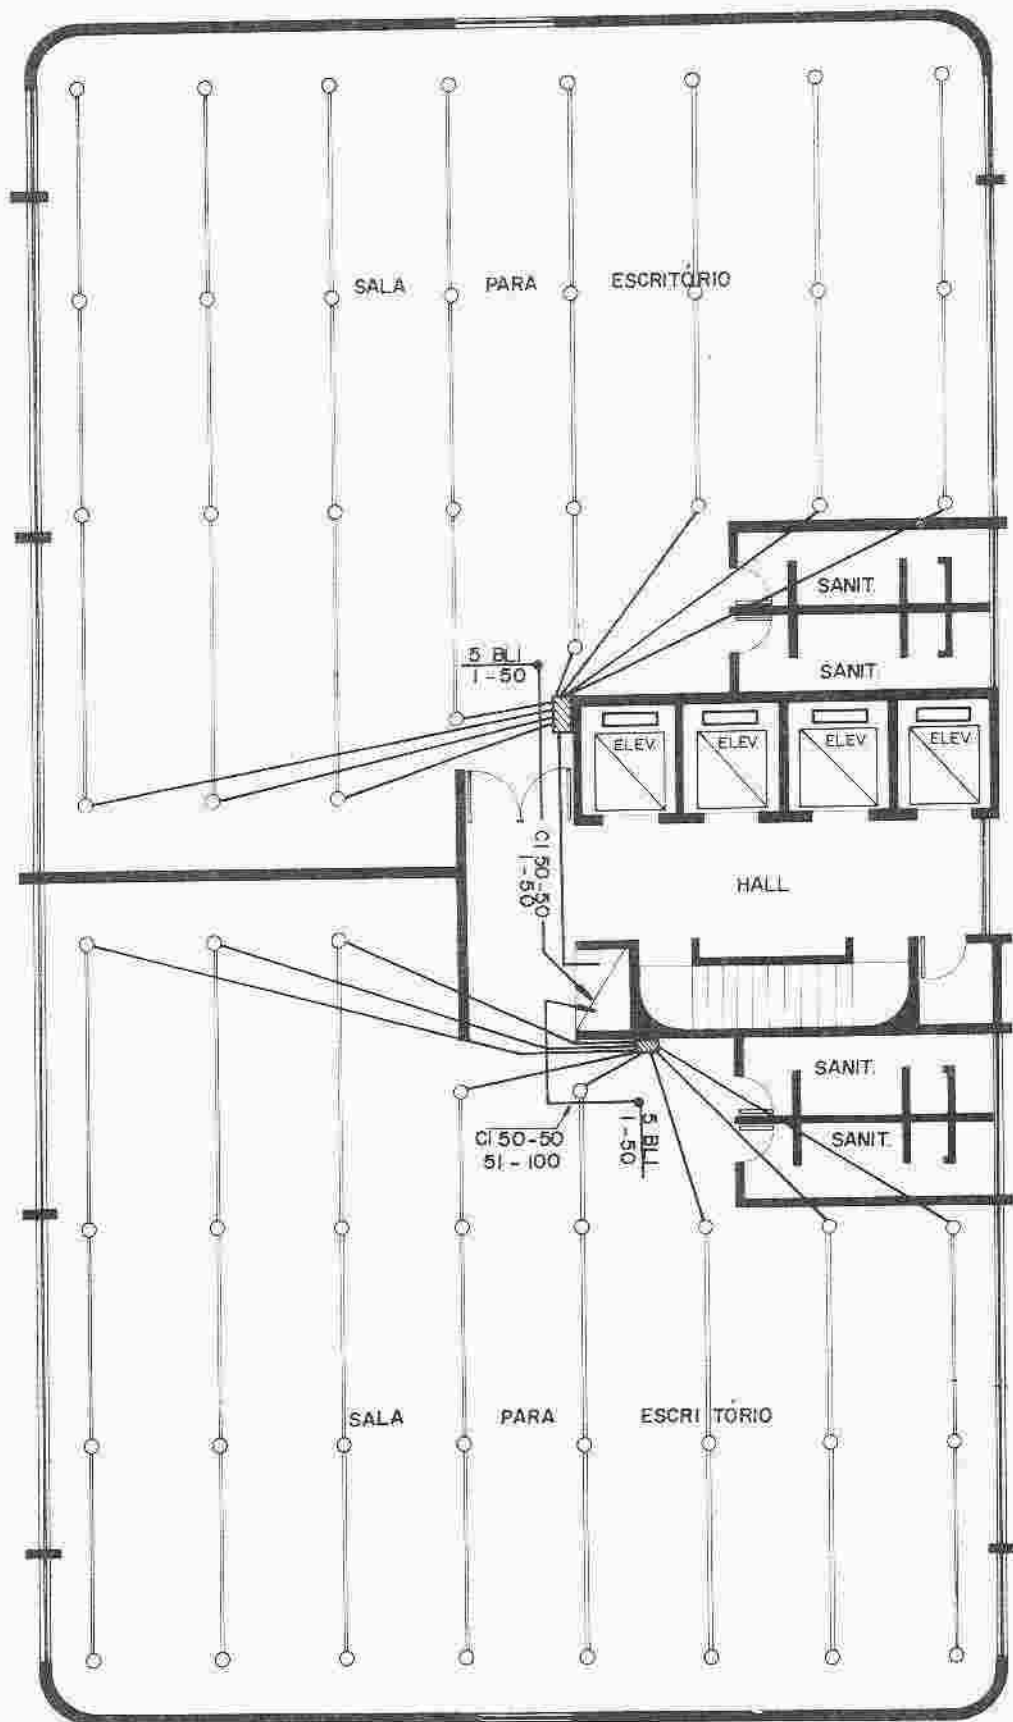 SALA PARA ESCRITÓRIO
SANIT.
SANIT.
5 BLI
1-50
ELEV. ELEV. ELEV. ELEV.
CI 50-50
1-50
HALL
SANIT.
SANIT.
CI 50-50
51-100
5 BLI
1-50
SALA PARA ESCRITÓRIO